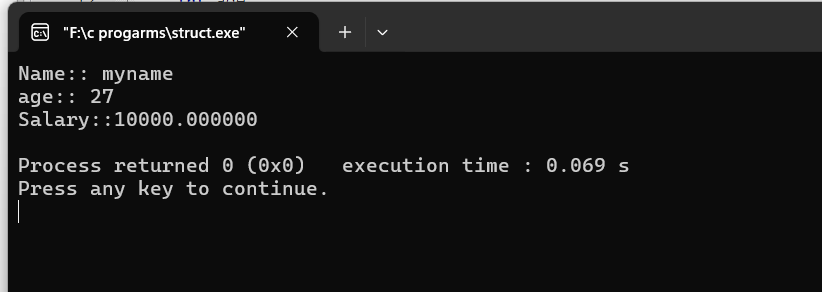 "F:\c progarms\struct.exe"
Name:: myname
age:: 27
Salary::10000.000000
Process returned 0 (0x0)   execution time : 0.069 s
Press any key to continue.